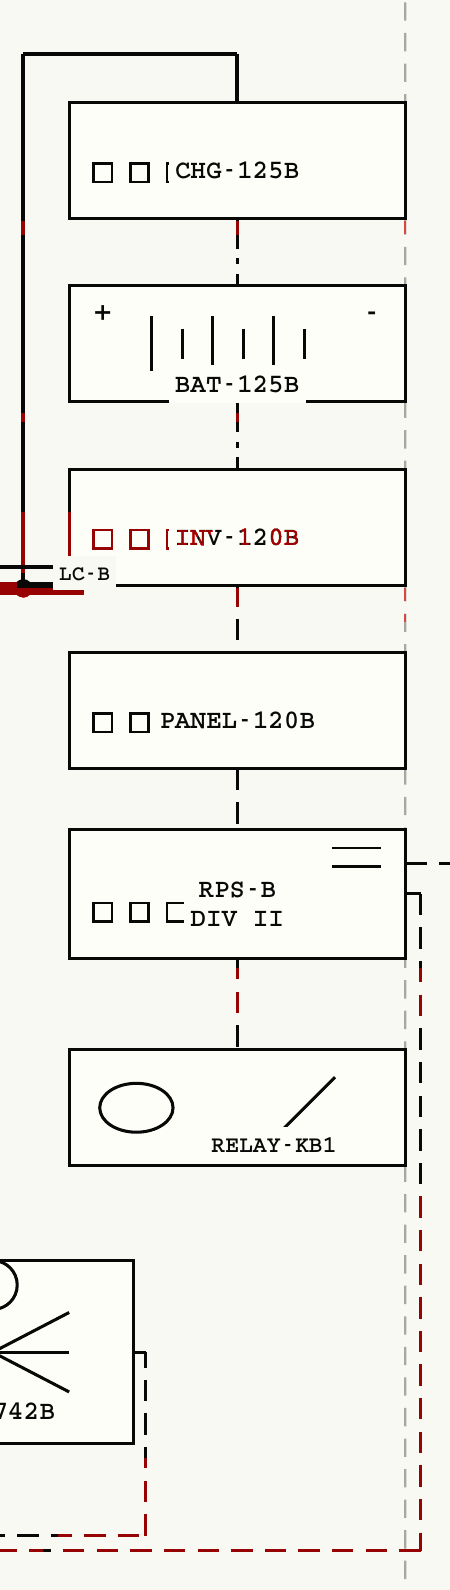 CHG-125B
+ -
BAT-125B
INV-120B
LC-B
PANEL-120B
RPS-B
DIV II
RELAY-KB1
742B